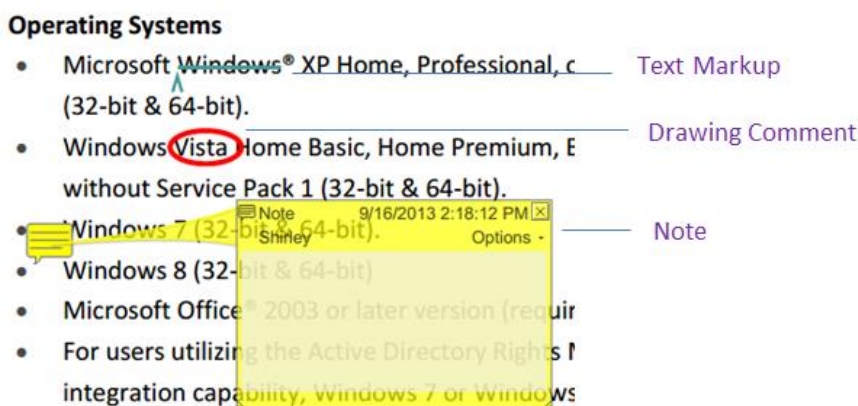 Operating Systems
• Microsoft Windows® XP Home, Professional, Text Markup
(32-bit & 64-bit).
• Windows Vista Home Basic, Home Premium, Drawing Comment
without Service Pack 1 (32-bit & 64-bit).
Note 9/16/2013 2:18:12 PM
• Windows 7 (32-bit & 64-bit). Note
Shirley Options
• Windows 8 (32-bit & 64-bit)
• Microsoft Office® 2003 or later version
• For users utilizing the Active Directory Rights
integration capability, Windows 7 or Windows